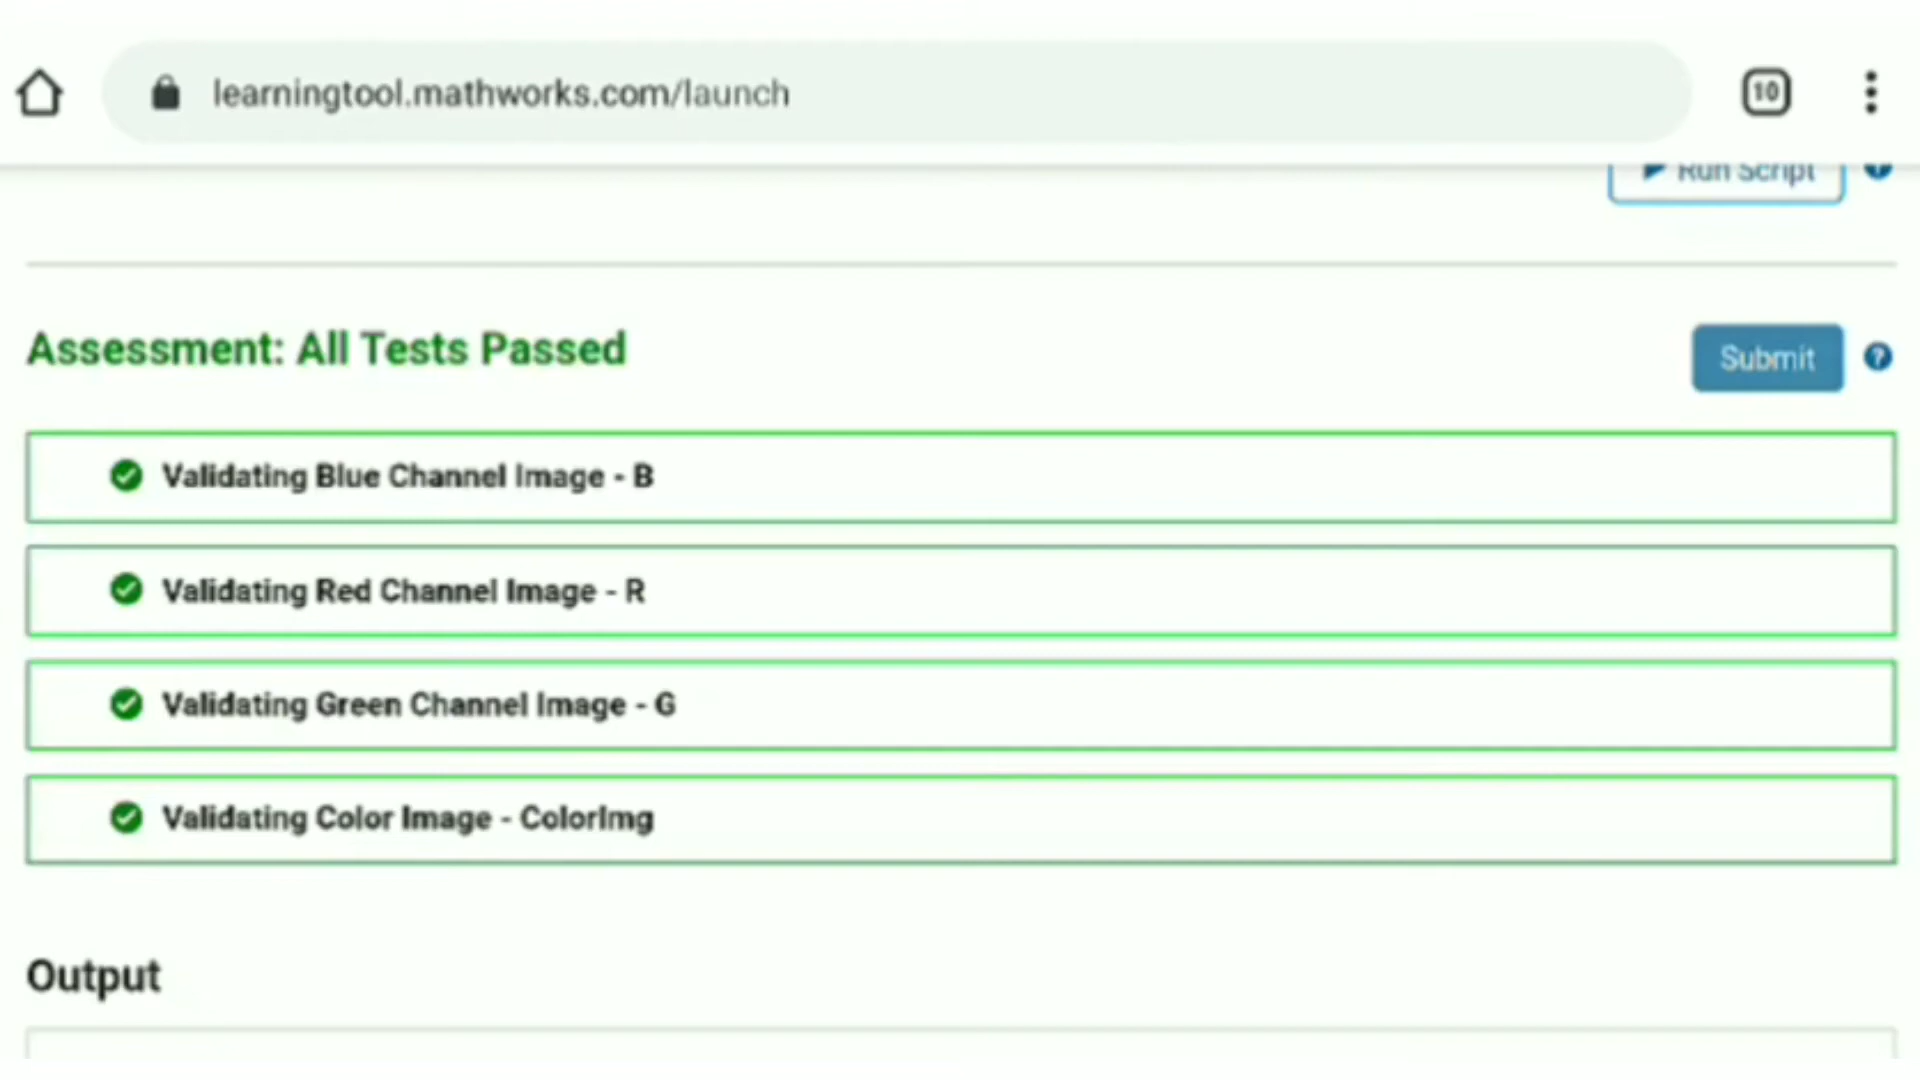 learningtool.mathworks.com/launch
10
Run Script
?
Assessment: All Tests Passed
Submit
?
Validating Blue Channel Image - B
Validating Red Channel Image - R
Validating Green Channel Image - G
Validating Color Image - ColorImg
Output